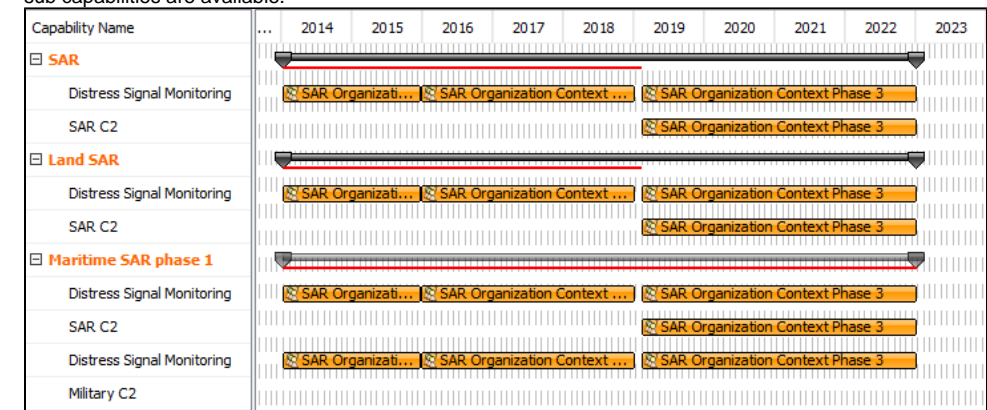 sub capabilities are available.
Capability Name ... 2014 2015 2016 2017 2018 2019 2020 2021 2022 2023
SAR
Distress Signal Monitoring SAR Organizati... SAR Organization Context ... SAR Organization Context Phase 3
SAR C2 SAR Organization Context Phase 3
Land SAR
Distress Signal Monitoring SAR Organizati... SAR Organization Context ... SAR Organization Context Phase 3
SAR C2 SAR Organization Context Phase 3
Maritime SAR phase 1
Distress Signal Monitoring SAR Organizati... SAR Organization Context ... SAR Organization Context Phase 3
SAR C2 SAR Organization Context Phase 3
Distress Signal Monitoring SAR Organizati... SAR Organization Context ... SAR Organization Context Phase 3
Military C2